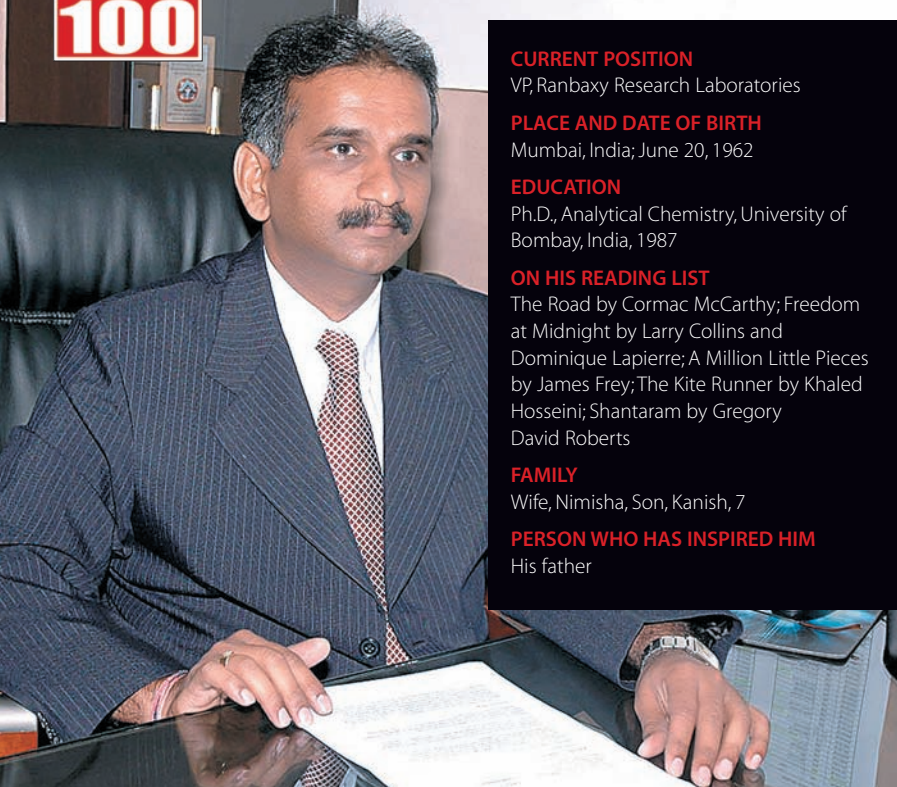 100
CURRENT POSITION
VP, Ranbaxy Research Laboratories
PLACE AND DATE OF BIRTH
Mumbai, India; June 20, 1962
EDUCATION
Ph.D., Analytical Chemistry, University of
Bombay, India, 1987
ON HIS READING LIST
The Road by Cormac McCarthy; Freedom
at Midnight by Larry Collins and
Dominique Lapierre; A Million Little Pieces
by James Frey; The Kite Runner by Khaled
Hosseini; Shantaram by Gregory
David Roberts
FAMILY
Wife, Nimisha, Son, Kanish, 7
PERSON WHO HAS INSPIRED HIM
His father